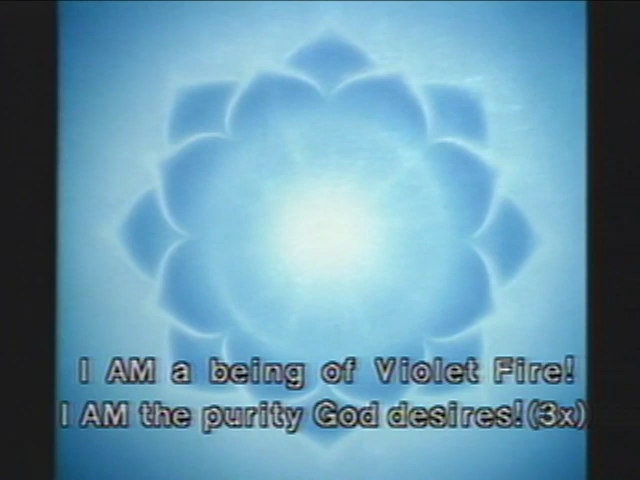 I AM a being of Violet Fire!
I AM the purity God desires!(3x)